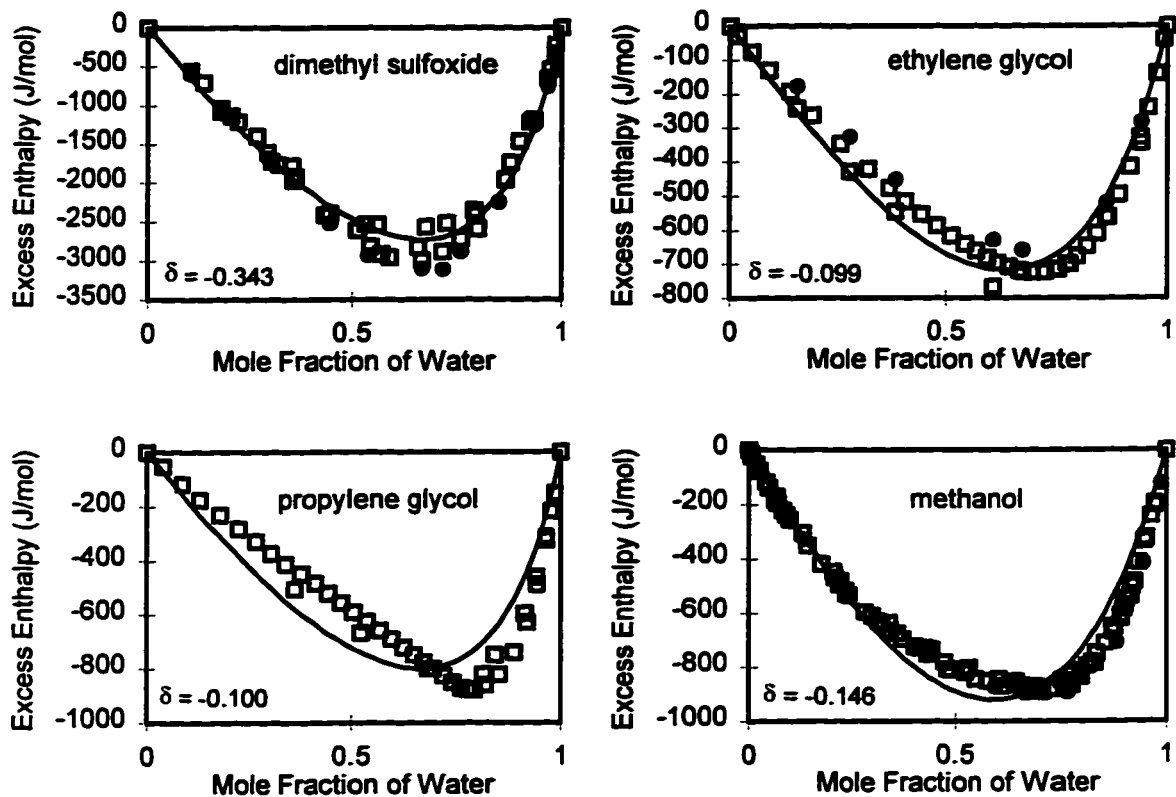 Excess Enthalpy (J/mol)
0
-500
-1000
-1500
-2000
-2500
-3000
-3500
dimethyl sulfoxide
δ = -0.343
0 0.5 1
Mole Fraction of Water
Excess Enthalpy (J/mol)
0
-100
-200
-300
-400
-500
-600
-700
-800
ethylene glycol
δ = -0.099
0 0.5 1
Mole Fraction of Water
Excess Enthalpy (J/mol)
0
-200
-400
-600
-800
-1000
propylene glycol
δ = -0.100
0 0.5 1
Mole Fraction of Water
Excess Enthalpy (J/mol)
0
-200
-400
-600
-800
-1000
methanol
δ = -0.146
0 0.5 1
Mole Fraction of Water